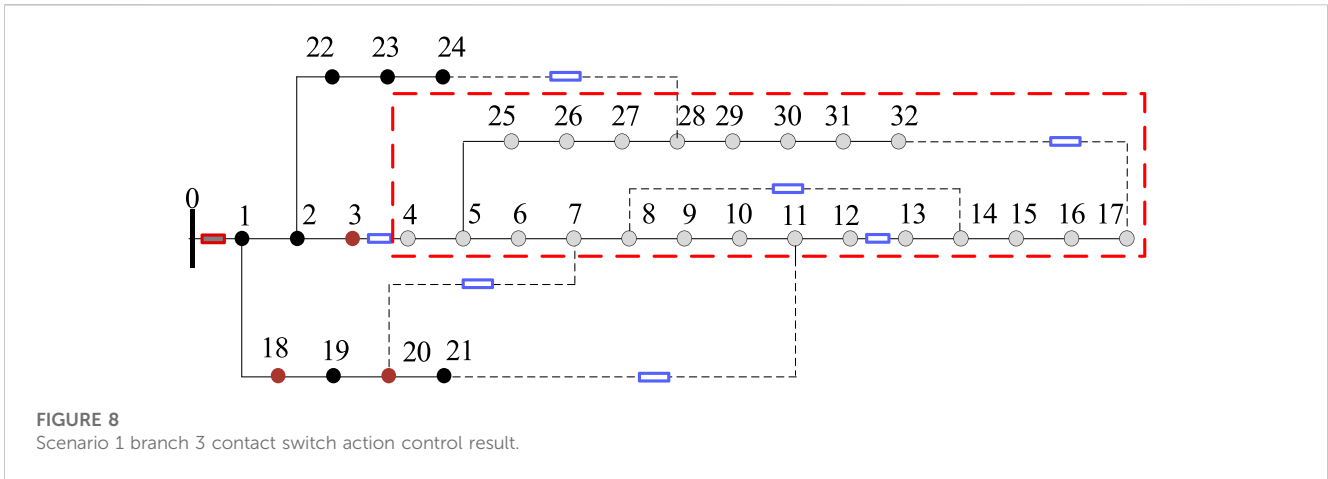 22 23 24
25 26 27 28 29 30 31 32
0 1 2 3 4 5 6 7 8 9 10 11 12 13 14 15 16 17
18 19 20 21
FIGURE 8
Scenario 1 branch 3 contact switch action control result.